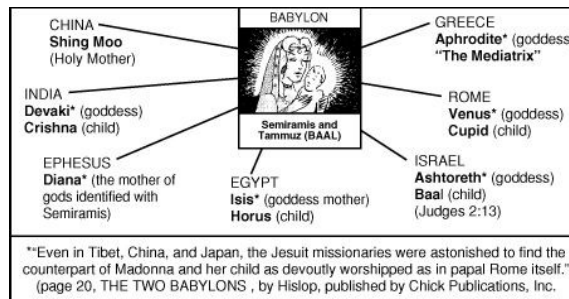 BABYLON
CHINA
Shing Moo
(Holy Mother)
GREECE
Aphrodite* (goddess
"The Mediatrix"
INDIA
Devaki* (goddess)
Crishna (child)
ROME
Venus* (goddess)
Cupid (child)
Semiramis and
Tammuz (BAAL)
EPHESUS
Diana* (the mother of
gods identified with
Semiramis)
EGYPT
Isis* (goddess mother)
Horus (child)
ISRAEL
Ashtoreth* (goddess)
Baal (child)
(Judges 2:13)
*"Even in Tibet, China, and Japan, the Jesuit missionaries were astonished to find the
counterpart of Madonna and her child as devoutly worshipped as in papal Rome itself."
(page 20, THE TWO BABYLONS , by Hislop, published by Chick Publications, Inc.